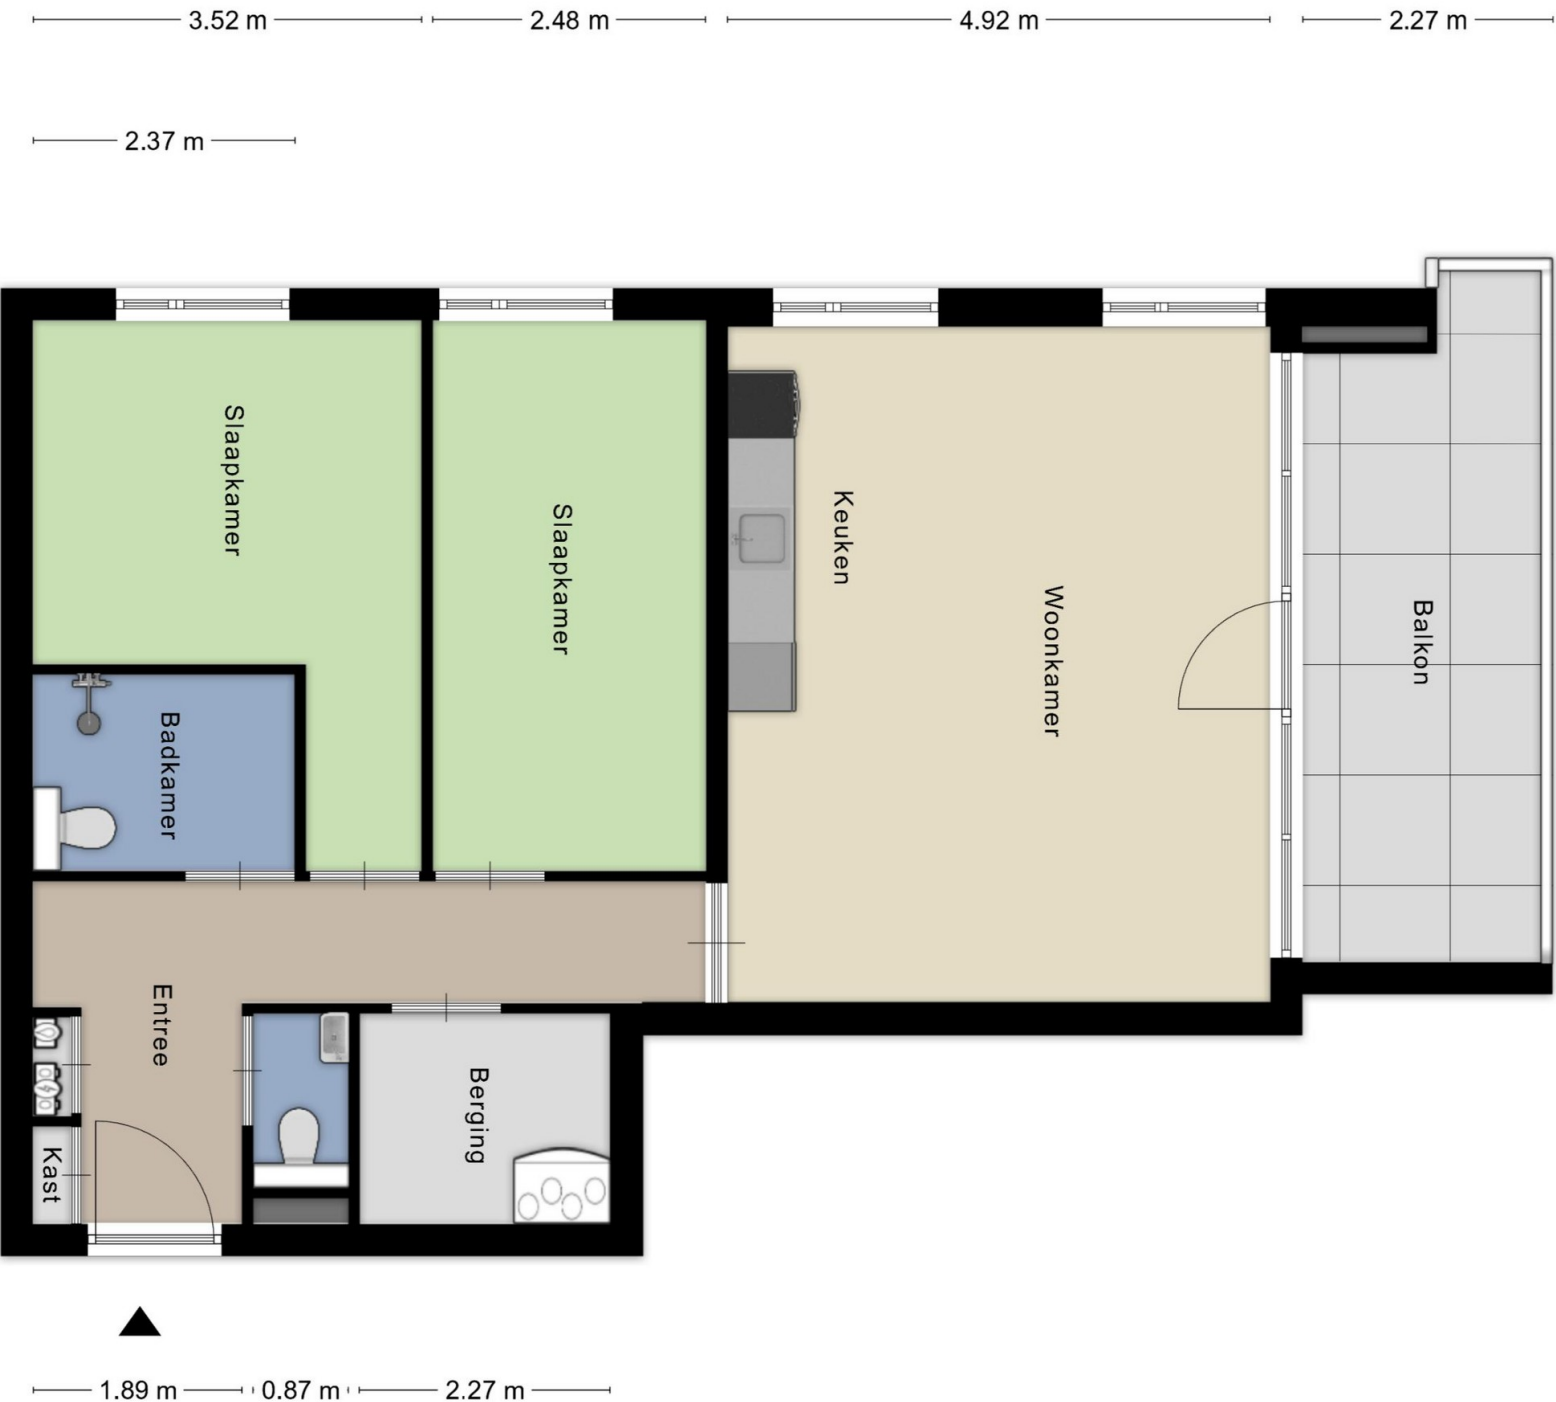 3.52 m
2.48 m
4.92 m
2.27 m
2.37 m
Slaapkamer
Slaapkamer
Keuken
Woonkamer
Balkon
Badkamer
Entree
Berging
Kast
1.89 m
0.87 m
2.27 m